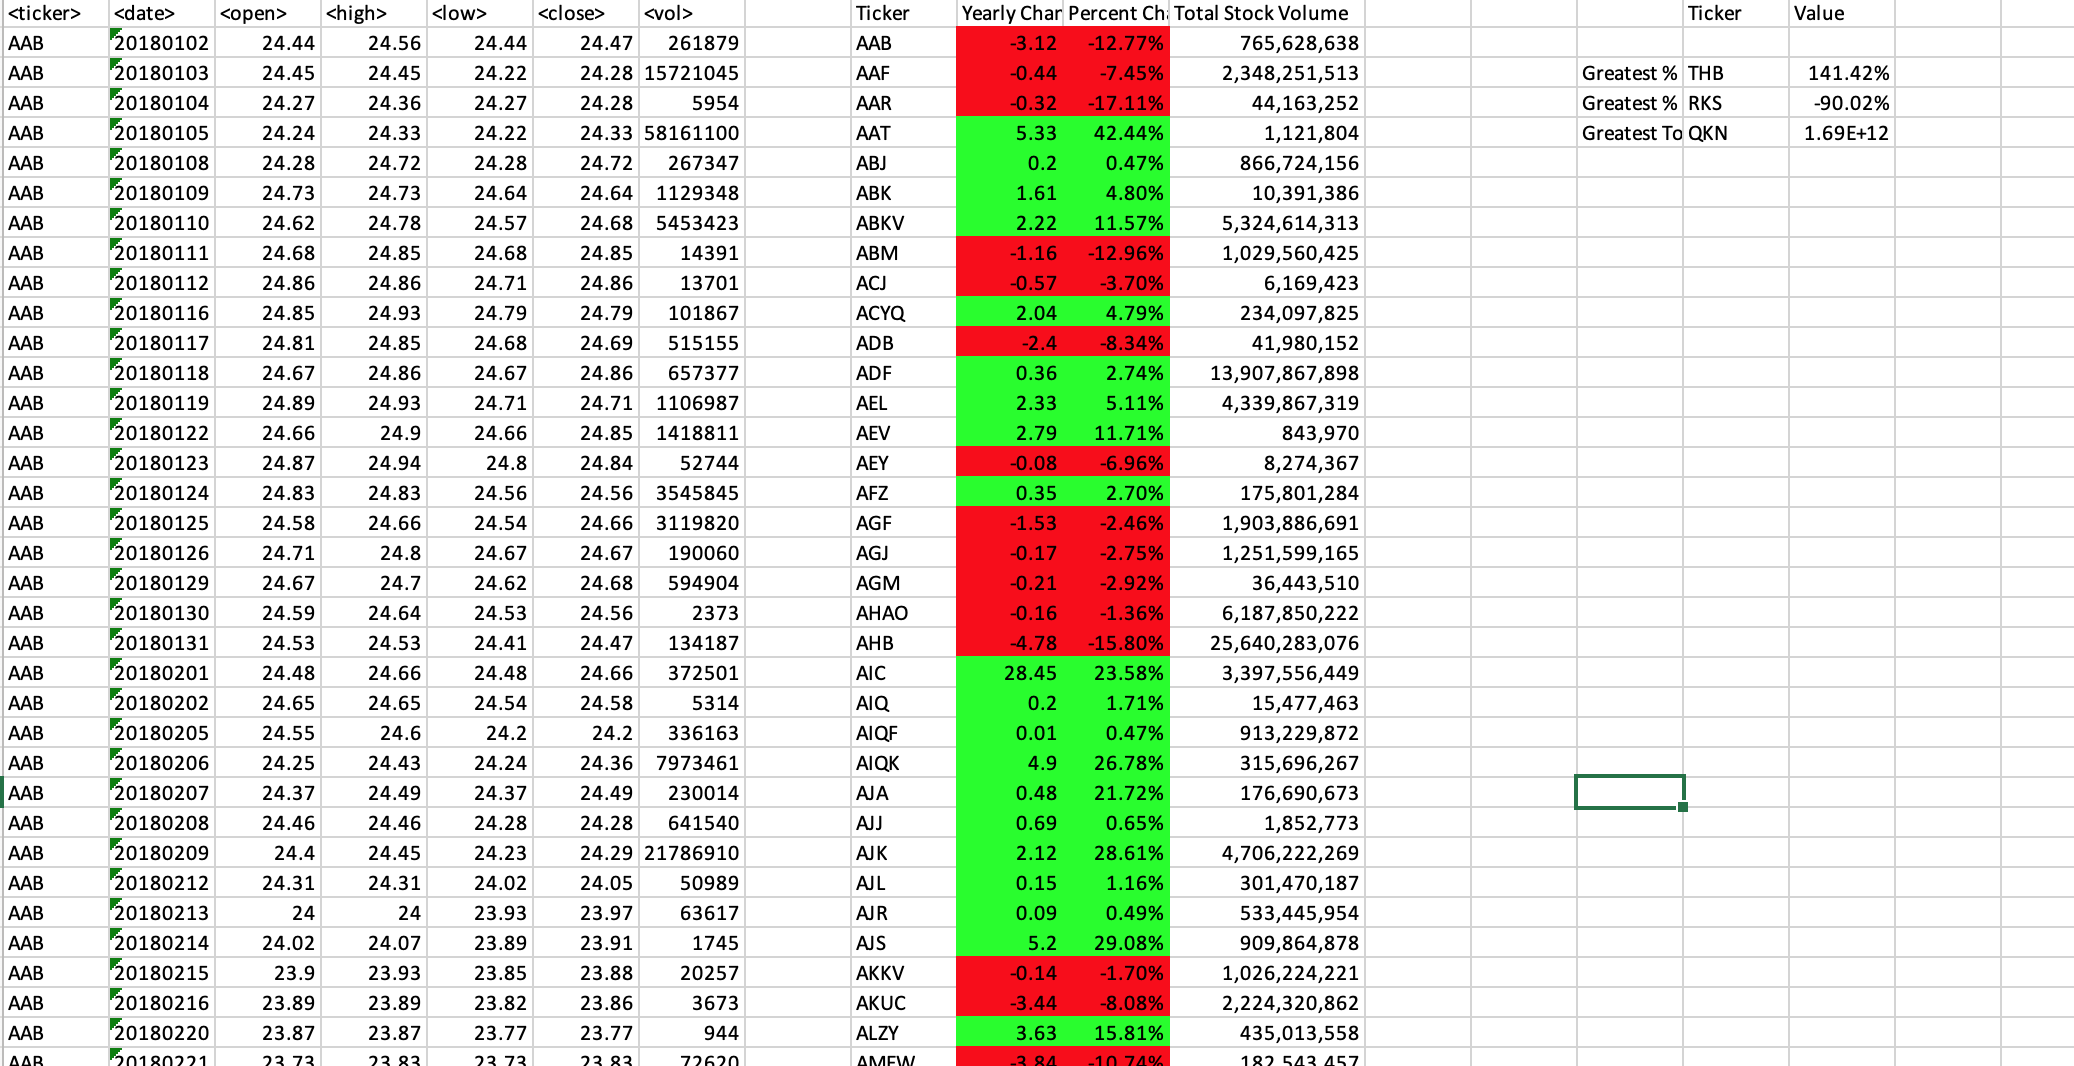 <ticker> <date> <open> <high> <low> <close> <vol> Ticker Yearly Char Percent Ch Total Stock Volume Ticker Value
AAB 20180102 24.44 24.56 24.44 24.47 261879 AAB -3.12 -12.77% 765,628,638
AAB 20180103 24.45 24.45 24.22 24.28 15721045 AAF -0.44 -7.45% 2,348,251,513 Greatest % THB 141.42%
AAB 20180104 24.27 24.36 24.27 24.28 5954 AAR -0.32 -17.11% 44,163,252 Greatest % RKS -90.02%
AAB 20180105 24.24 24.33 24.22 24.33 58161100 AAT 5.33 42.44% 1,121,804 Greatest To QKN 1.69E+12
AAB 20180108 24.28 24.72 24.28 24.72 267347 ABJ 0.2 0.47% 866,724,156
AAB 20180109 24.73 24.73 24.64 24.64 1129348 ABK 1.61 4.80% 10,391,386
AAB 20180110 24.62 24.78 24.57 24.68 5453423 ABKV 2.22 11.57% 5,324,614,313
AAB 20180111 24.68 24.85 24.68 24.85 14391 ABM -1.16 -12.96% 1,029,560,425
AAB 20180112 24.86 24.86 24.71 24.86 13701 ACJ -0.57 -3.70% 6,169,423
AAB 20180116 24.85 24.93 24.79 24.79 101867 ACYQ 2.04 4.79% 234,097,825
AAB 20180117 24.81 24.85 24.68 24.69 515155 ADB -2.4 -8.34% 41,980,152
AAB 20180118 24.67 24.86 24.67 24.86 657377 ADF 0.36 2.74% 13,907,867,898
AAB 20180119 24.89 24.93 24.71 24.71 1106987 AEL 2.33 5.11% 4,339,867,319
AAB 20180122 24.66 24.9 24.66 24.85 1418811 AEV 2.79 11.71% 843,970
AAB 20180123 24.87 24.94 24.8 24.84 52744 AEY -0.08 -6.96% 8,274,367
AAB 20180124 24.83 24.83 24.56 24.56 3545845 AFZ 0.35 2.70% 175,801,284
AAB 20180125 24.58 24.66 24.54 24.66 3119820 AGF -1.53 -2.46% 1,903,886,691
AAB 20180126 24.71 24.8 24.67 24.67 190060 AGJ -0.17 -2.75% 1,251,599,165
AAB 20180129 24.67 24.7 24.62 24.68 594904 AGM -0.21 -2.92% 36,443,510
AAB 20180130 24.59 24.64 24.53 24.56 2373 AHAO -0.16 -1.36% 6,187,850,222
AAB 20180131 24.53 24.53 24.41 24.47 134187 AHB -4.78 -15.80% 25,640,283,076
AAB 20180201 24.48 24.66 24.48 24.66 372501 AIC 28.45 23.58% 3,397,556,449
AAB 20180202 24.65 24.65 24.54 24.58 5314 AIQ 0.2 1.71% 15,477,463
AAB 20180205 24.55 24.6 24.2 24.2 336163 AIQF 0.01 0.47% 913,229,872
AAB 20180206 24.25 24.43 24.24 24.36 7973461 AIQK 4.9 26.78% 315,696,267
AAB 20180207 24.37 24.49 24.37 24.49 230014 AJA 0.48 21.72% 176,690,673
AAB 20180208 24.46 24.46 24.28 24.28 641540 AJJ 0.69 0.65% 1,852,773
AAB 20180209 24.4 24.45 24.23 24.29 21786910 AJK 2.12 28.61% 4,706,222,269
AAB 20180212 24.31 24.31 24.02 24.05 50989 AJL 0.15 1.16% 301,470,187
AAB 20180213 24 24 23.93 23.97 63617 AJR 0.09 0.49% 533,445,954
AAB 20180214 24.02 24.07 23.89 23.91 1745 AJS 5.2 29.08% 909,864,878
AAB 20180215 23.9 23.93 23.85 23.88 20257 AKKV -0.14 -1.70% 1,026,224,221
AAB 20180216 23.89 23.89 23.82 23.86 3673 AKUC -3.44 -8.08% 2,224,320,862
AAB 20180220 23.87 23.87 23.77 23.77 944 ALZY 3.63 15.81% 435,013,558
AAB 20180221 23.73 23.83 23.73 23.83 72620 AMFW -3.84 -10.74% 182,543,457